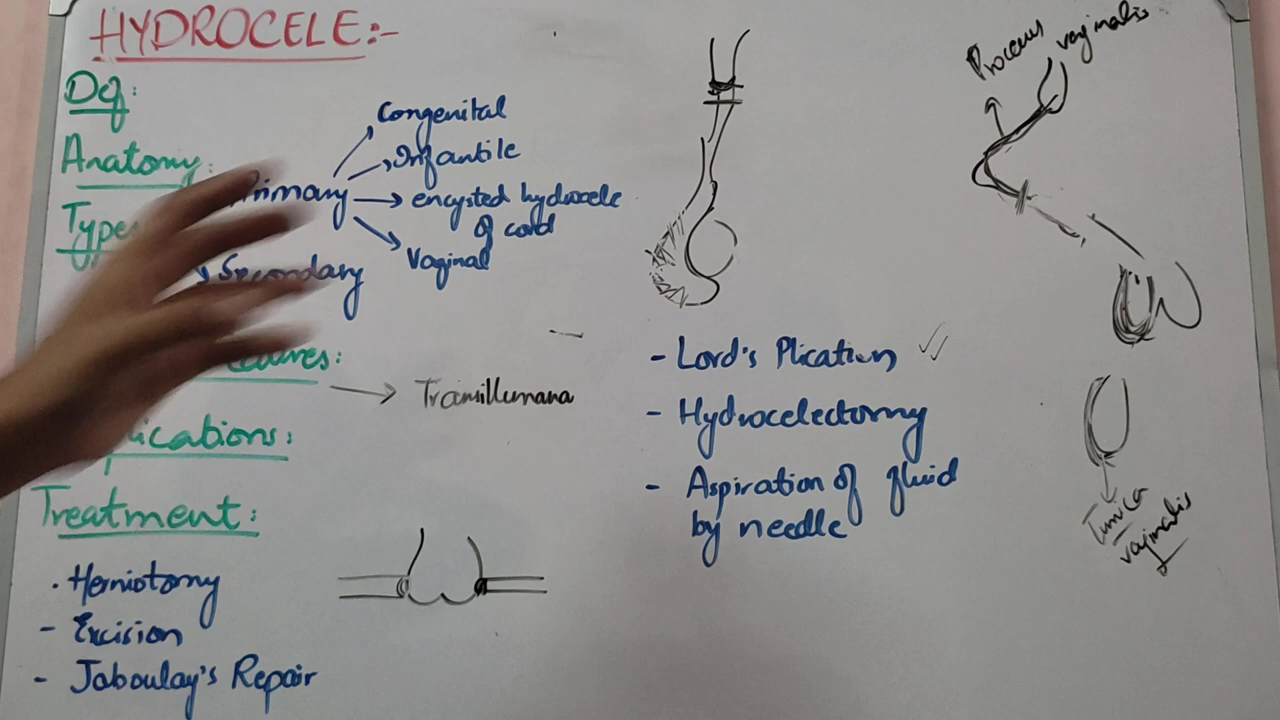 HYDROCELE:-
Def:
Anatomy:
Types
Primary
Congenital
Infantile
encysted hydrocele
of cord
Vaginal
Secondary
Transillumana
Treatment:
· Herniotomy
- Excision
- Jaboulay's Repair
- Lord's Plication ✓✓
- Hydrocelectomy
- Aspiration of fluid
by needle
Processus vaginalis
Tunica
vaginalis